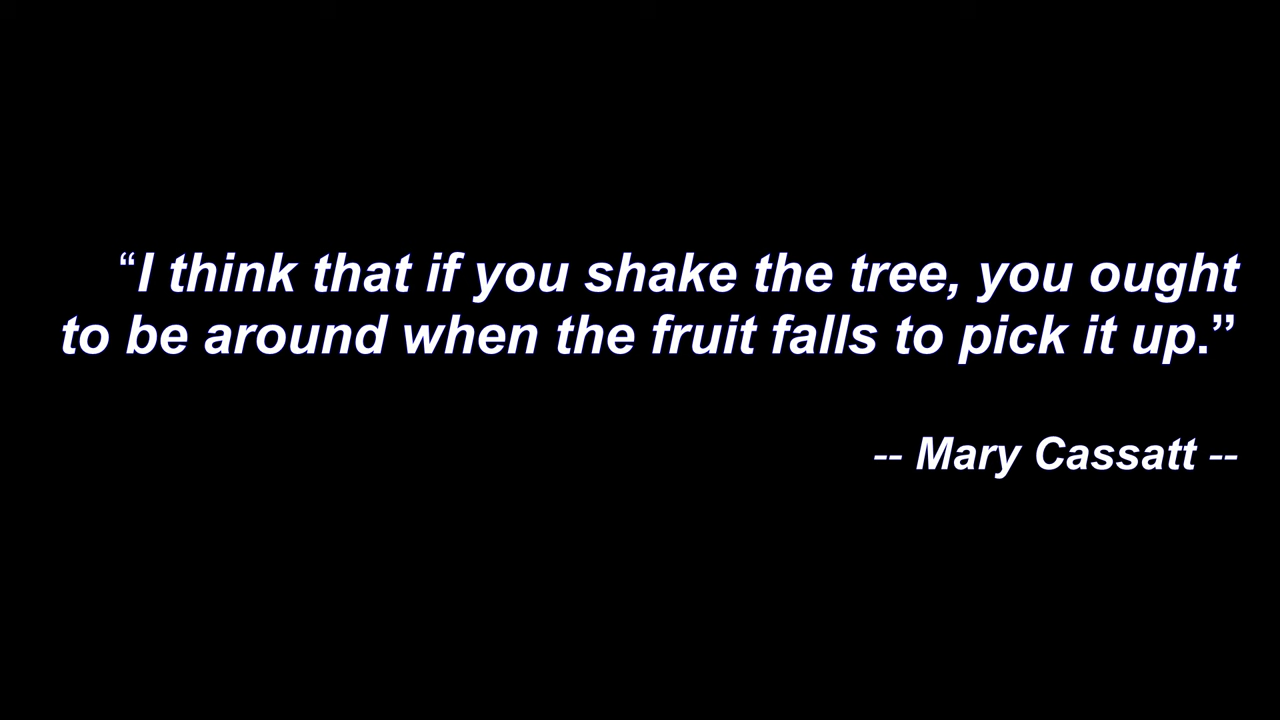 “I think that if you shake the tree, you ought
to be around when the fruit falls to pick it up.”
-- Mary Cassatt --